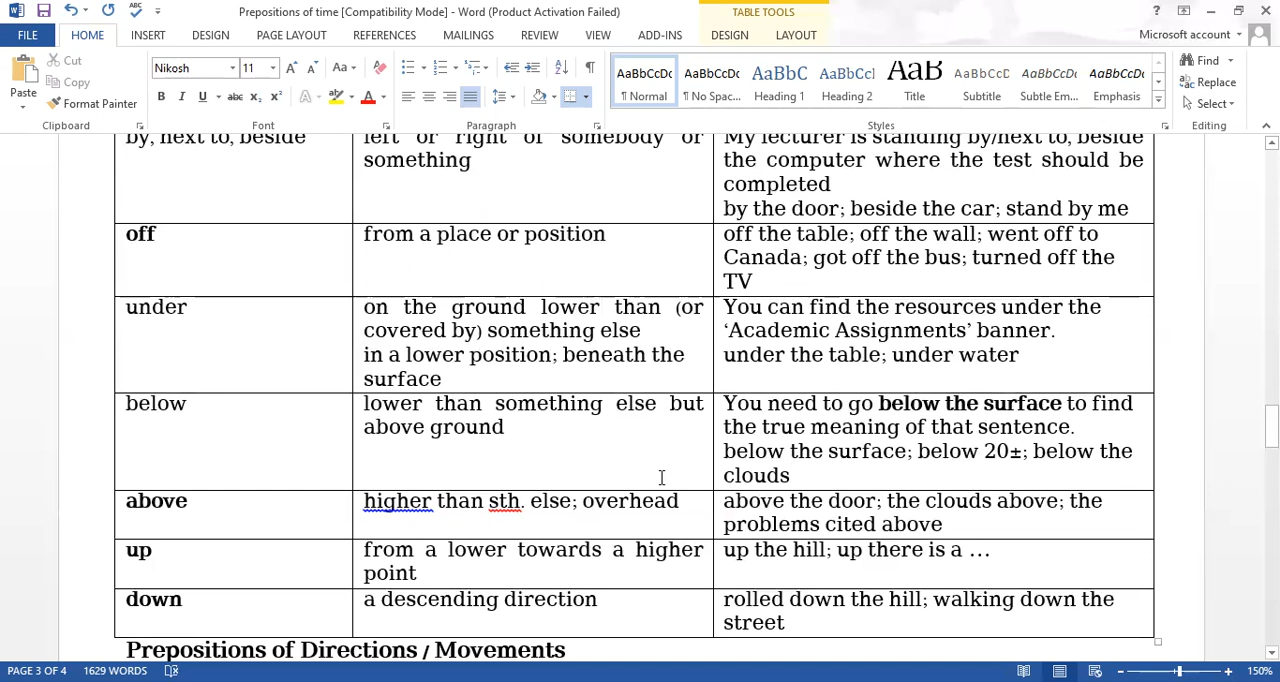 Prepositions of time [Compatibility Mode] - Word (Product Activation Failed)
TABLE TOOLS
FILE HOME INSERT DESIGN PAGE LAYOUT REFERENCES MAILINGS REVIEW VIEW ADD-INS DESIGN LAYOUT Microsoft account
Cut
Copy
Format Painter
Paste
Clipboard
Nikosh 11
Font
Paragraph
AaBbCcDc AaBbCcDc AaBbC AaBbCcl AaB AaBbCcD AaBbCcDc AaBbCcDc
¶ Normal ¶ No Spac... Heading 1 Heading 2 Title Subtitle Subtle Em... Emphasis
Styles
Find
Replace
Select
Editing
by, next to, beside
left or right of somebody or
something
My lecturer is standing by/next to, beside
the computer where the test should be
completed
by the door; beside the car; stand by me
off
from a place or position
off the table; off the wall; went off to
Canada; got off the bus; turned off the
TV
under
on the ground lower than (or
covered by) something else
in a lower position; beneath the
surface
You can find the resources under the
‘Academic Assignments’ banner.
under the table; under water
below
lower than something else but
above ground
You need to go below the surface to find
the true meaning of that sentence.
below the surface; below 20±; below the
clouds
above
higher than sth. else; overhead
above the door; the clouds above; the
problems cited above
up
from a lower towards a higher
point
up the hill; up there is a …
down
a descending direction
rolled down the hill; walking down the
street
Prepositions of Directions / Movements
PAGE 3 OF 4 1629 WORDS 150%